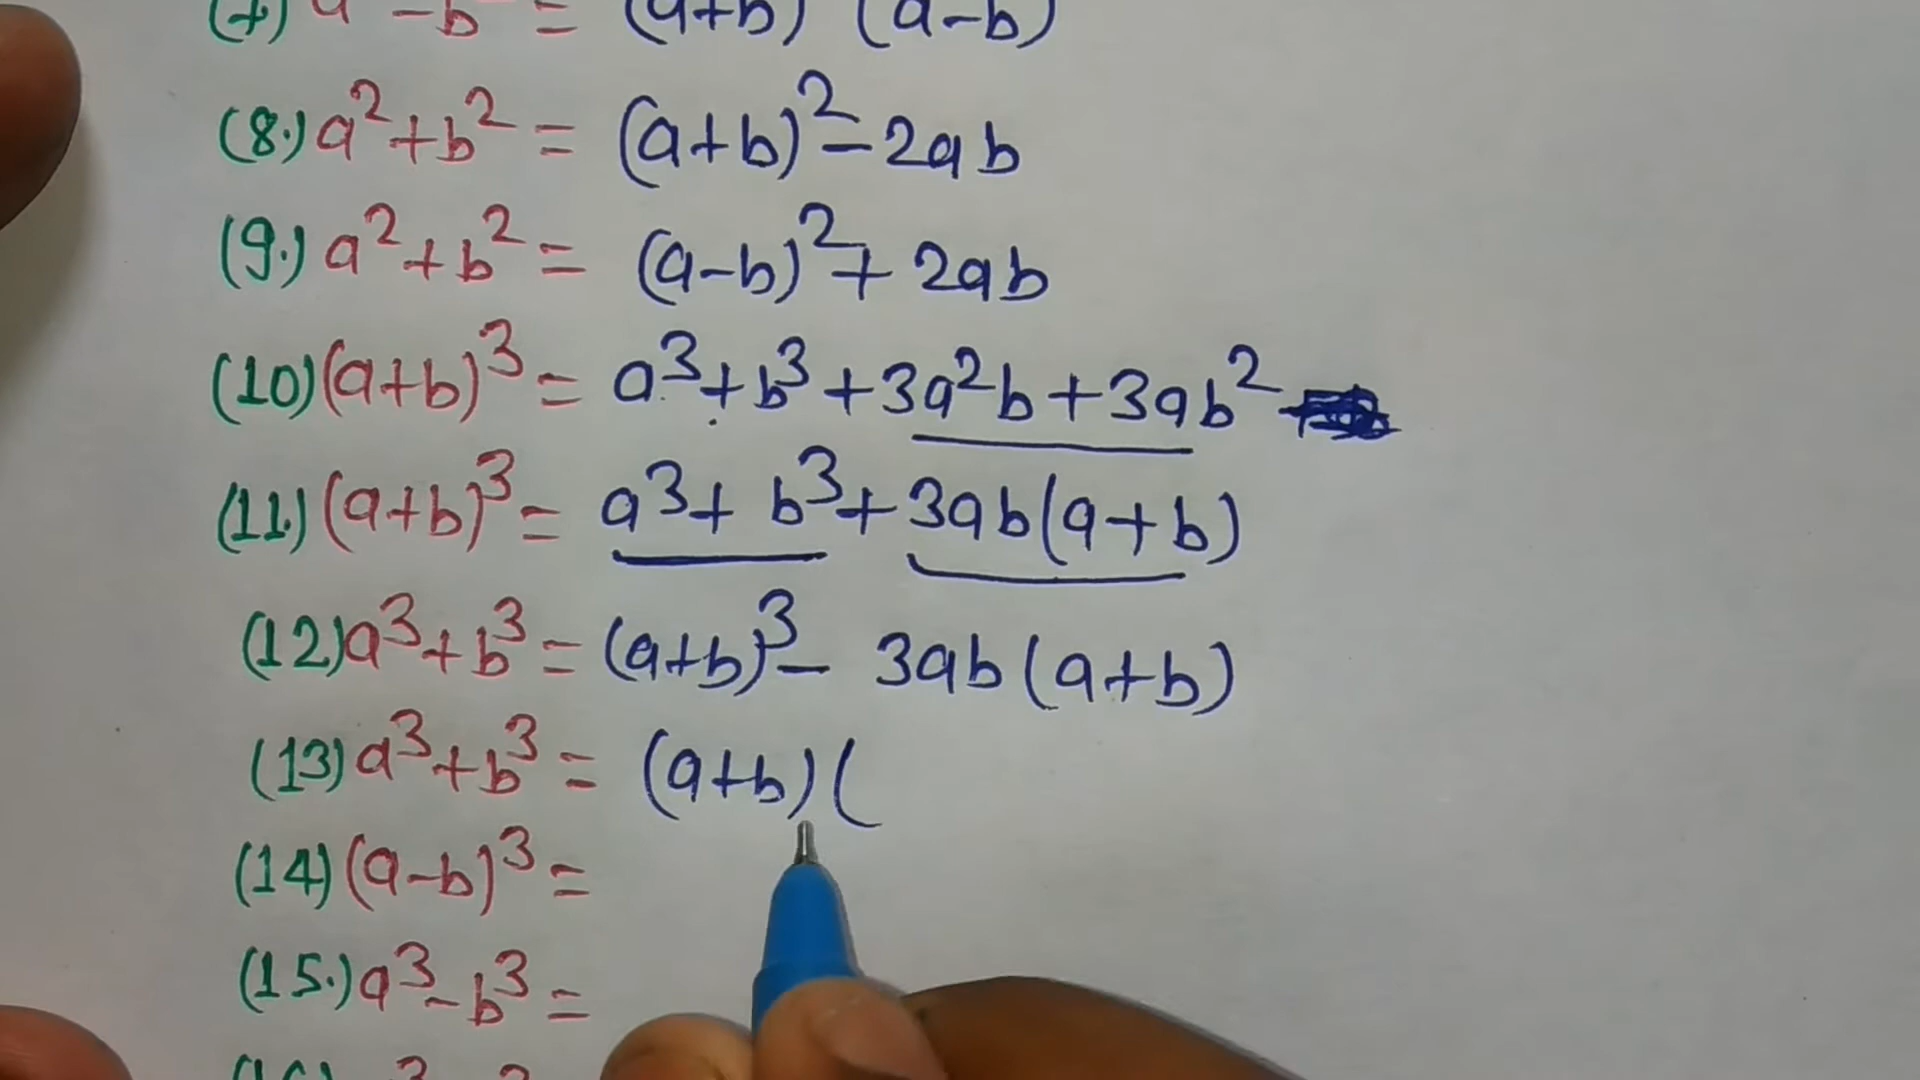 (7) a - b = (a+b) (a-b)
(8.) a²+b² = (a+b)²-2ab
(9.) a²+b² = (a-b)²+2ab
(10) (a+b)³ = a³+b³+3a²b+3ab²
(11.) (a+b)³ = a³+b³+3ab(a+b)
(12) a³+b³ = (a+b)³- 3ab(a+b)
(13) a³+b³ = (a+b)(
(14) (a-b)³ =
(15.) a³-b³ =